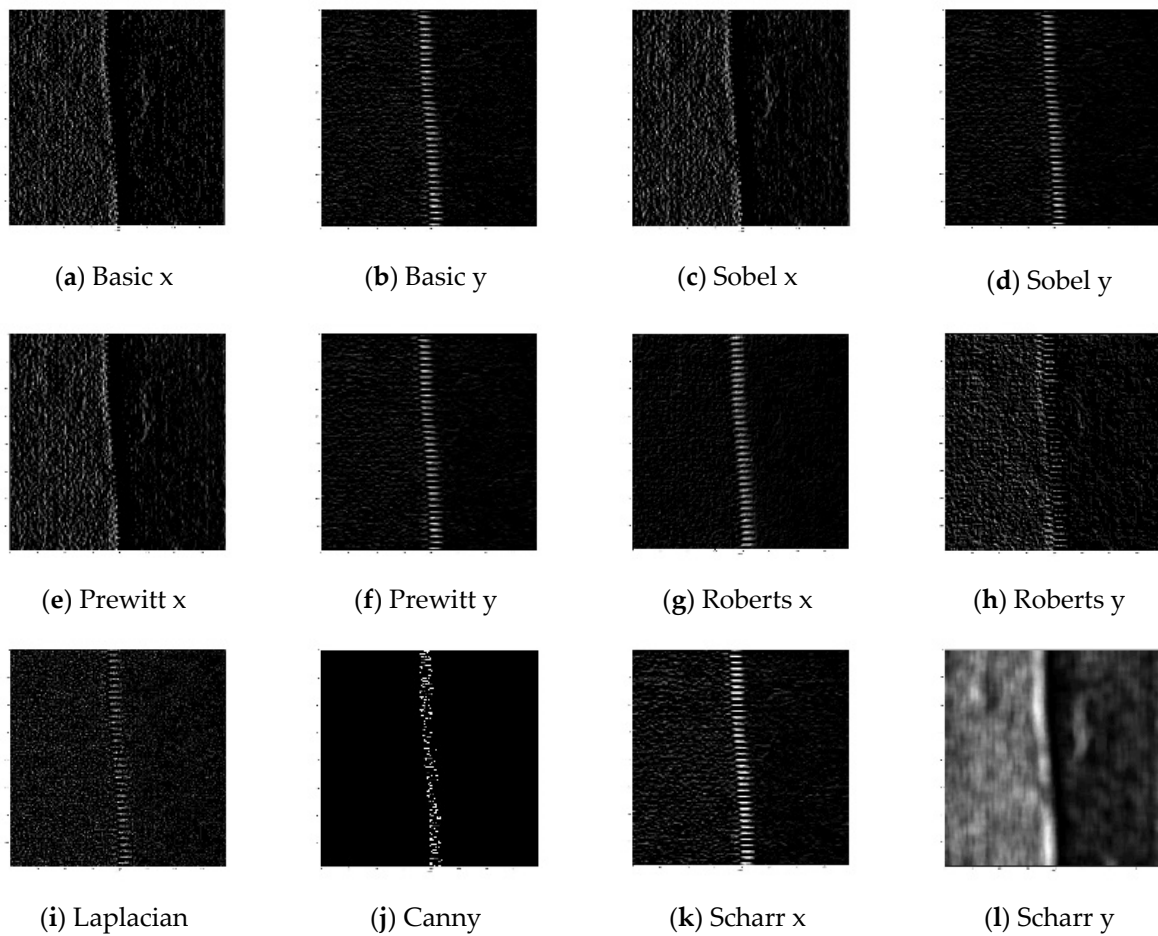 (a) Basic x (b) Basic y (c) Sobel x (d) Sobel y
(e) Prewitt x (f) Prewitt y (g) Roberts x (h) Roberts y
(i) Laplacian (j) Canny (k) Scharr x (l) Scharr y